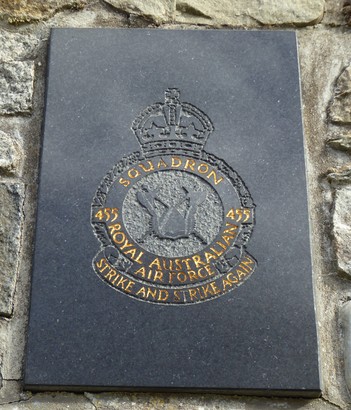 SQUADRON
455 455
ROYAL AUSTRALIAN
AIR FORCE
STRIKE AND STRIKE AGAIN